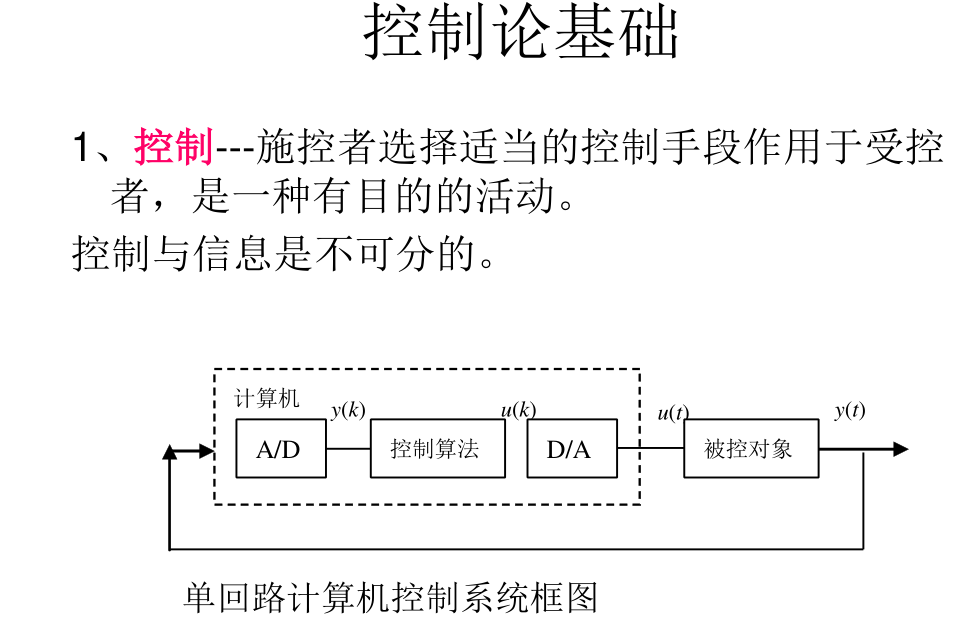 控制论基础
1、控制---施控者选择适当的控制手段作用于受控
者，是一种有目的的活动。
控制与信息是不可分的。
计算机
y(k)
u(k)
u(t)
y(t)
A/D
控制算法
D/A
被控对象
单回路计算机控制系统框图